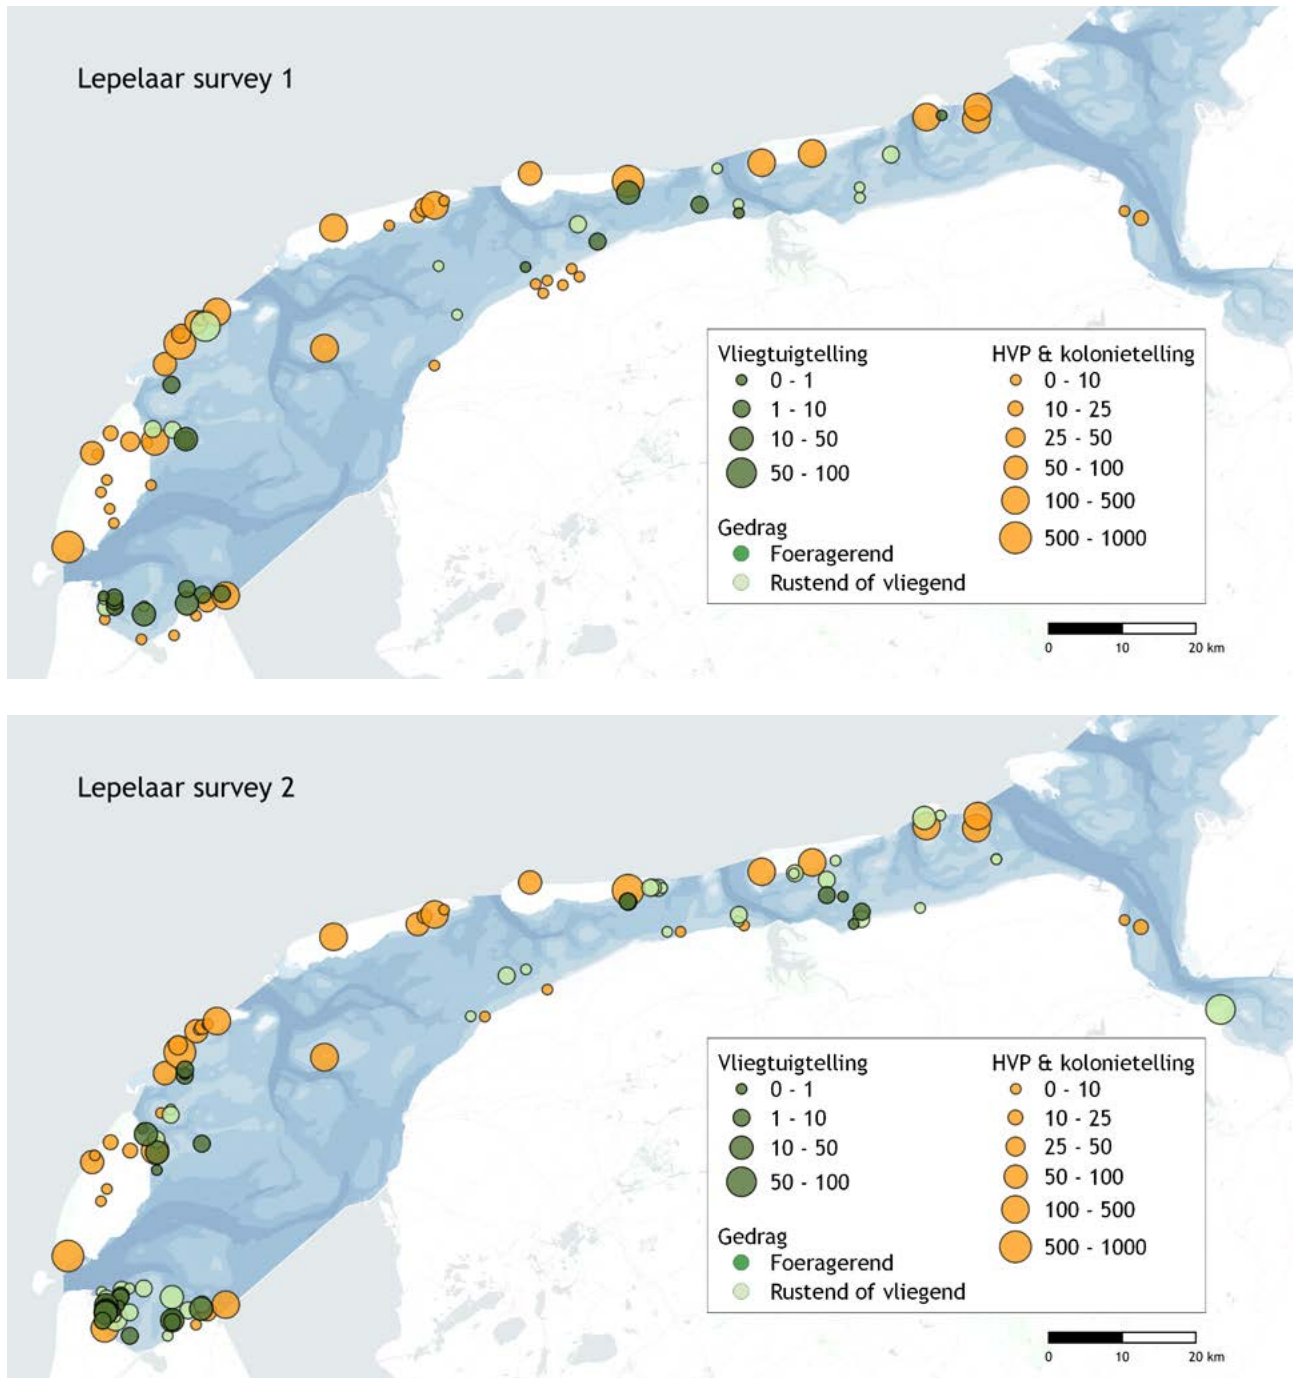 Lepelaar survey 1
Vliegtuigtelling
0 - 1
1 - 10
10 - 50
50 - 100
Gedrag
Foeragerend
Rustend of vliegend
HVP & kolonietelling
0 - 10
10 - 25
25 - 50
50 - 100
100 - 500
500 - 1000
0 10 20 km
Lepelaar survey 2
Vliegtuigtelling
0 - 1
1 - 10
10 - 50
50 - 100
Gedrag
Foeragerend
Rustend of vliegend
HVP & kolonietelling
0 - 10
10 - 25
25 - 50
50 - 100
100 - 500
500 - 1000
0 10 20 km